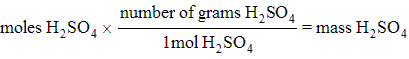 moles H₂SO₄ × number of grams H₂SO₄ / 1mol H₂SO₄ = mass H₂SO₄